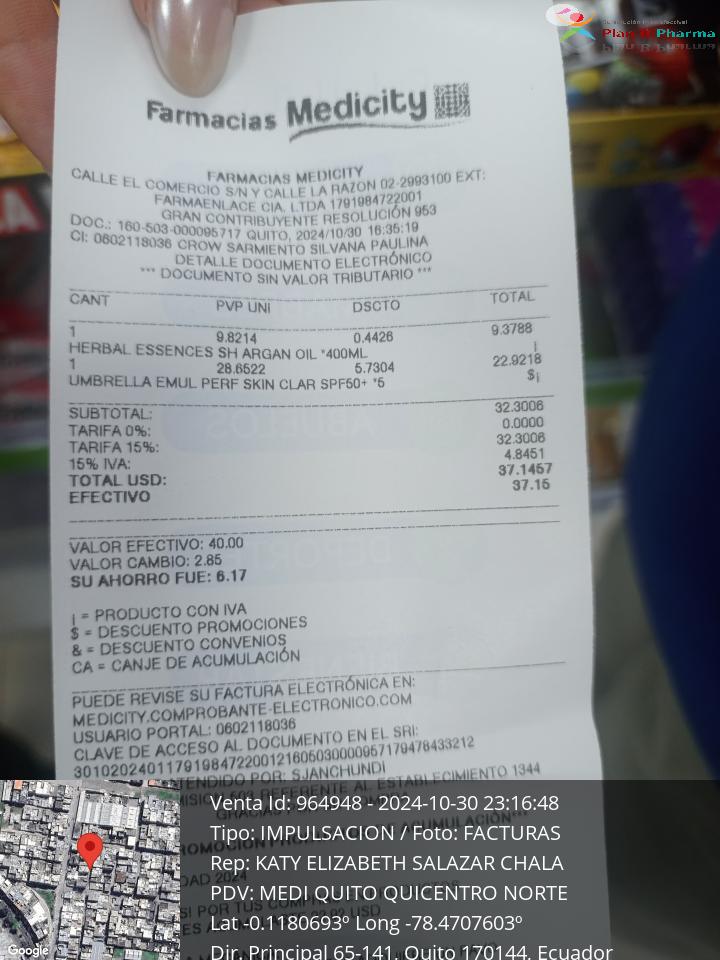 Plan M Pharma
Farmacias Medicity
FARMACIAS MEDICITY
CALLE EL COMERCIO S/N Y CALLE LA RAZON 02-2993100 EXT:
FARMAENLACE CIA. LTDA 1791984722001
GRAN CONTRIBUYENTE RESOLUCIÓN 953
DOC.: 160-503-000095717 QUITO, 2024/10/30 16:35:19
CI: 0602118036 CROW SARMIENTO SILVANA PAULINA
DETALLE DOCUMENTO ELECTRÓNICO
*** DOCUMENTO SIN VALOR TRIBUTARIO ***
CANT PVP UNI DSCTO TOTAL
1 9.8214 0.4426 9.3788
HERBAL ESSENCES SH ARGAN OIL *400ML ¡
1 28.6522 5.7304 22.9218
UMBRELLA EMUL PERF SKIN CLAR SPF50+ *5 $¡
SUBTOTAL: 32.3006
TARIFA 0%: 0.0000
TARIFA 15%: 32.3006
15% IVA: 4.8451
TOTAL USD: 37.1457
EFECTIVO 37.15
VALOR EFECTIVO: 40.00
VALOR CAMBIO: 2.85
SU AHORRO FUE: 6.17
¡ = PRODUCTO CON IVA
$ = DESCUENTO PROMOCIONES
& = DESCUENTO CONVENIOS
CA = CANJE DE ACUMULACIÓN
PUEDE REVISE SU FACTURA ELECTRÓNICA EN:
MEDICITY.COMPROBANTE-ELECTRONICO.COM
USUARIO PORTAL: 0602118036
CLAVE DE ACCESO AL DOCUMENTO EN EL SRI:
3010202401179198472200121605030000957179478433212
TENDIDO POR: SJANCHUNDI
REFERENTE AL ESTABLECIMIENTO 1344
Venta Id: 964948 - 2024-10-30 23:16:48
Tipo: IMPULSACION / Foto: FACTURAS
Rep: KATY ELIZABETH SALAZAR CHALA
PDV: MEDI QUITO QUICENTRO NORTE
Lat -0.1180693º Long -78.4707603º
Dir. Principal 65-141, Quito 170144, Ecuador
Google